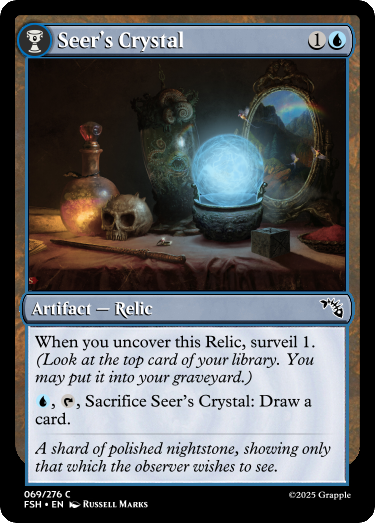 Seer's Crystal 1
Artifact — Relic
When you uncover this Relic, surveil 1.
(Look at the top card of your library. You
may put it into your graveyard.)
, , Sacrifice Seer's Crystal: Draw a
card.
A shard of polished nightstone, showing only
that which the observer wishes to see.
069/276 C
FSH • EN Russell Marks
©2025 Grapple